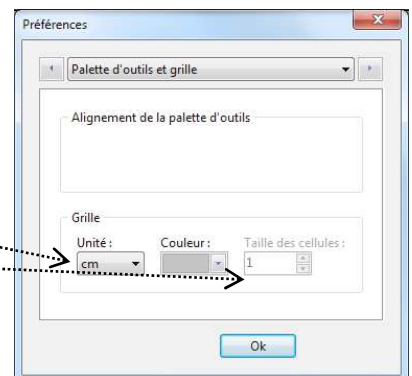 Préférences
Palette d'outils et grille
Alignement de la palette d'outils
Grille
Unité : Couleur : Taille des cellules :
cm 1
Ok